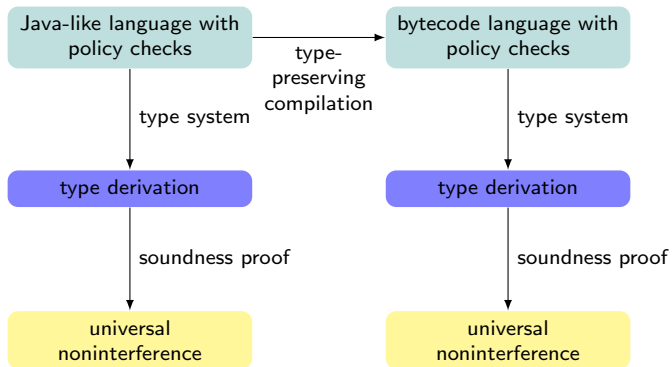 Java-like language with
policy checks
bytecode language with
policy checks
type-
preserving
compilation
type system
type system
type derivation
type derivation
soundness proof
soundness proof
universal
noninterference
universal
noninterference